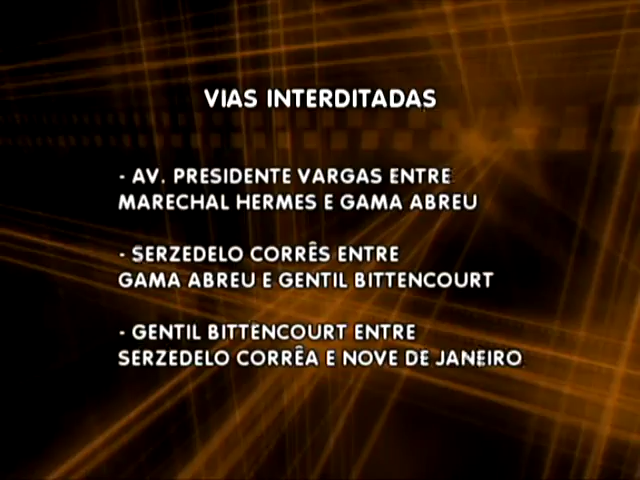 VIAS INTERDITADAS
- AV. PRESIDENTE VARGAS ENTRE
MARECHAL HERMES E GAMA ABREU
- SERZEDELO CORRÊS ENTRE
GAMA ABREU E GENTIL BITTENCOURT
- GENTIL BITTENCOURT ENTRE
SERZEDELO CORRÊA E NOVE DE JANEIRO